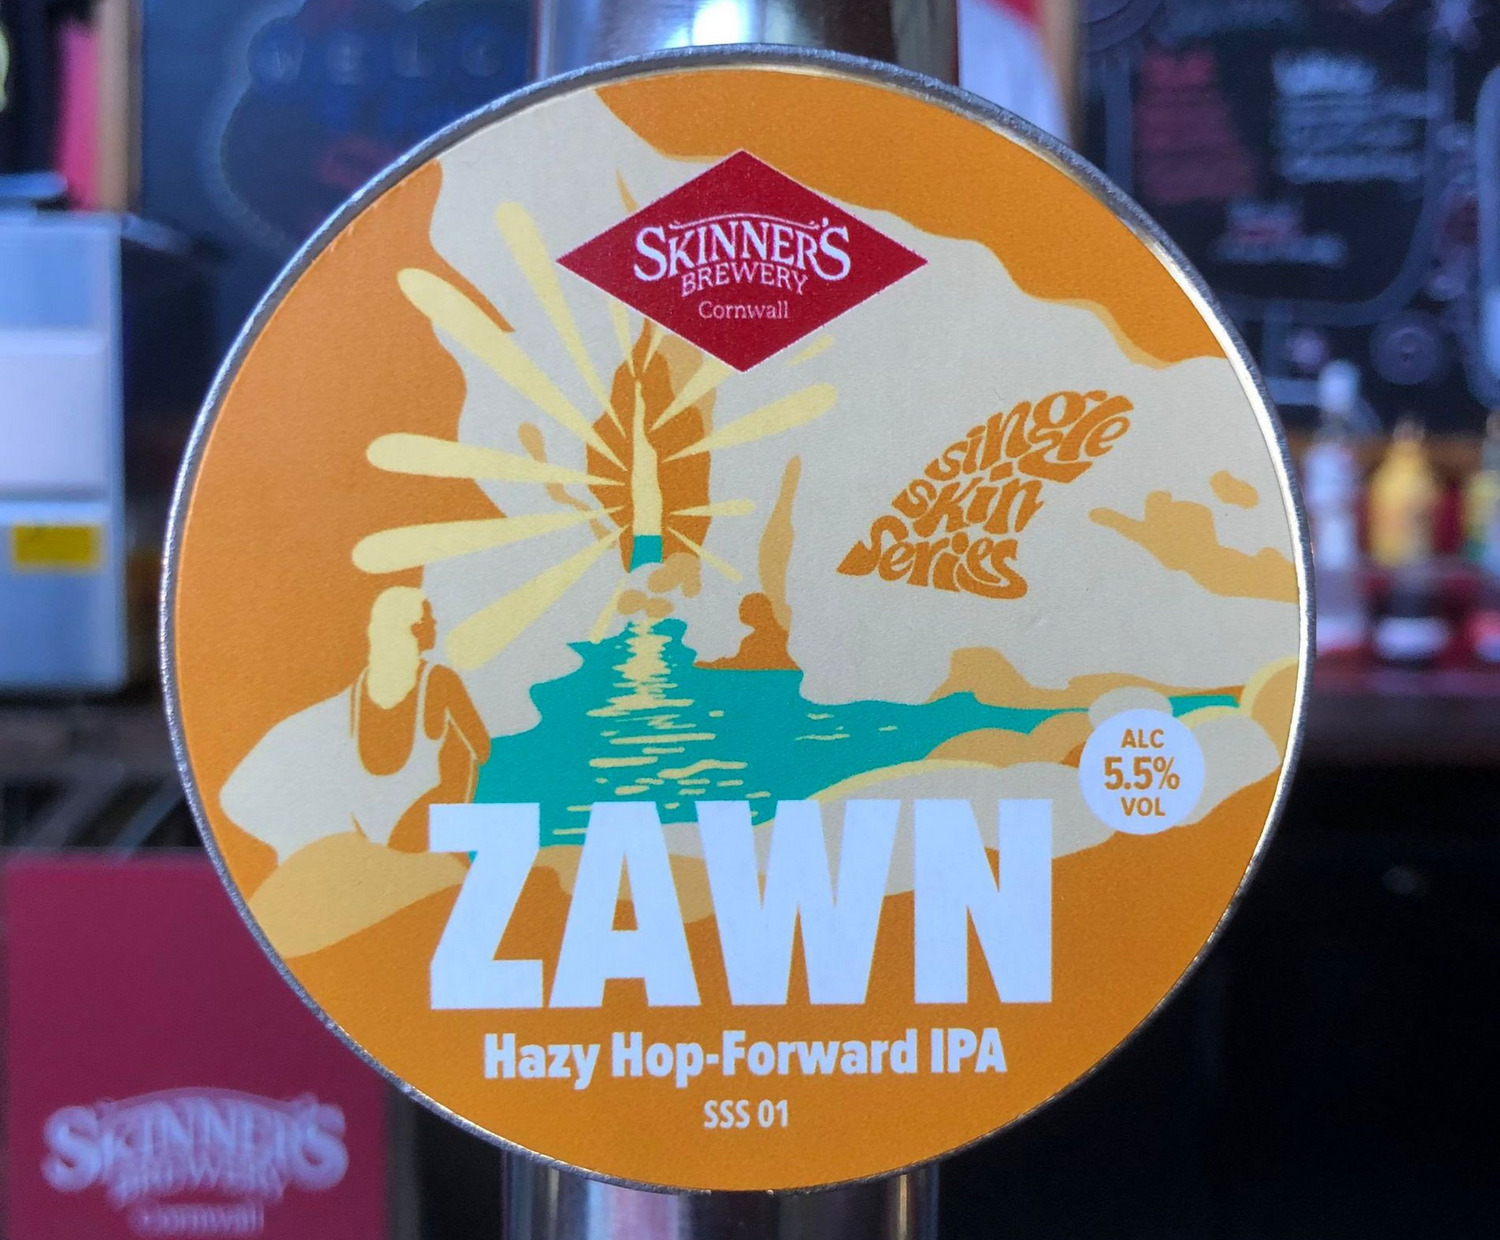 SKINNER'S
BREWERY
Cornwall
Single
Skin
Series
ALC
5.5%
VOL
ZAWN
Hazy Hop-Forward IPA
SSS 01
SKINNER'S
BREWERY
Cornwall